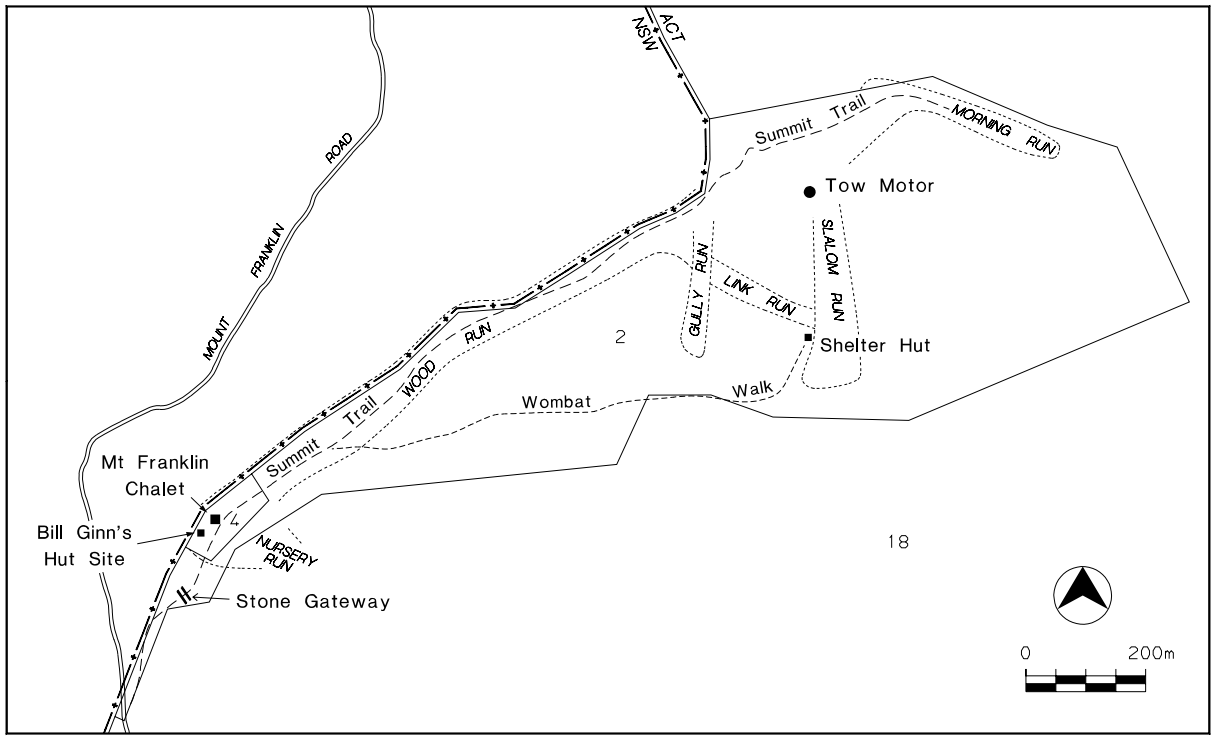 ACT
NSW
Summit Trail
MORNING RUN
MOUNT FRANKLIN ROAD
Tow Motor
GULLY RUN
LINK RUN
SLALOM RUN
2
Shelter Hut
WOOD RUN
Wombat Walk
Summit Trail
Mt Franklin
Chalet
4
Bill Ginn's
Hut Site
NURSERY
RUN
18
Stone Gateway
0 200m